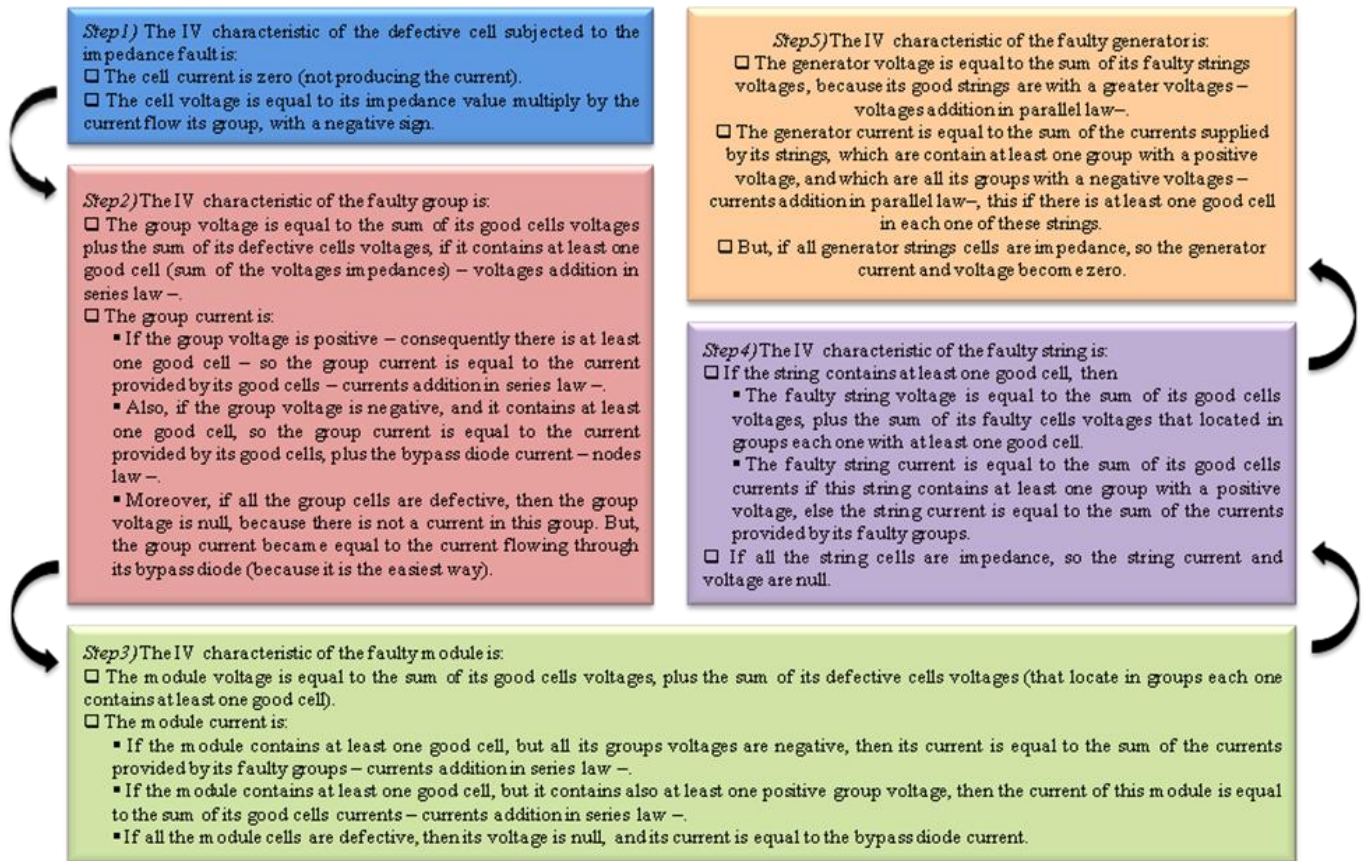 Step1) The IV characteristic of the defective cell subjected to the
impedance fault is:
❑ The cell current is zero (not producing the current).
❑ The cell voltage is equal to its impedance value multiply by the
current flow its group, with a negative sign.
Step2) The IV characteristic of the faulty group is:
❑ The group voltage is equal to the sum of its good cells voltages
plus the sum of its defective cells voltages, if it contains at least one
good cell (sum of the voltages impedances) – voltages addition in
series law –.
❑ The group current is:
▪ If the group voltage is positive – consequently there is at least
one good cell – so the group current is equal to the current
provided by its good cells – currents addition in series law –.
▪ Also, if the group voltage is negative, and it contains at least
one good cell, so the group current is equal to the current
provided by its good cells, plus the bypass diode current – nodes
law –.
▪ Moreover, if all the group cells are defective, then the group
voltage is null, because there is not a current in this group. But,
the group current became equal to the current flowing through
its bypass diode (because it is the easiest way).
Step3) The IV characteristic of the faulty module is:
❑ The module voltage is equal to the sum of its good cells voltages, plus the sum of its defective cells voltages (that locate in groups each one
contains at least one good cell).
❑ The module current is:
▪ If the module contains at least one good cell, but all its groups voltages are negative, then its current is equal to the sum of the currents
provided by its faulty groups – currents addition in series law –.
▪ If the module contains at least one good cell, but it contains also at least one positive group voltage, then the current of this module is equal
to the sum of its good cells currents – currents addition in series law –.
▪ If all the module cells are defective, then its voltage is null, and its current is equal to the bypass diode current.
Step4) The IV characteristic of the faulty string is:
❑ If the string contains at least one good cell, then
▪ The faulty string voltage is equal to the sum of its good cells
voltages, plus the sum of its faulty cells voltages that located in
groups each one with at least one good cell.
▪ The faulty string current is equal to the sum of its good cells
currents if this string contains at least one group with a positive
voltage, else the string current is equal to the sum of the currents
provided by its faulty groups.
❑ If all the string cells are impedance, so the string current and
voltage are null.
Step5) The IV characteristic of the faulty generator is:
❑ The generator voltage is equal to the sum of its faulty strings
voltages, because its good strings are with a greater voltages –
voltages addition in parallel law–.
❑ The generator current is equal to the sum of the currents supplied
by its strings, which are contain at least one group with a positive
voltage, and which are all its groups with a negative voltages –
currents addition in parallel law–, this if there is at least one good cell
in each one of these strings.
❑ But, if all generator strings cells are impedance, so the generator
current and voltage become zero.